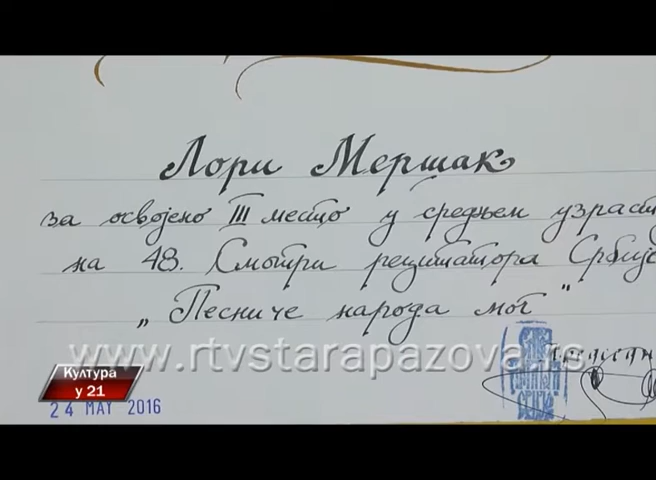 Лори Мершак
за освојено III место у средњем узрасту
на 48. Смотри рецитатора Србије
„Песниче народа мог"
www.rtvstarapazova.rs
Култура
у 21
24 MAY 2016